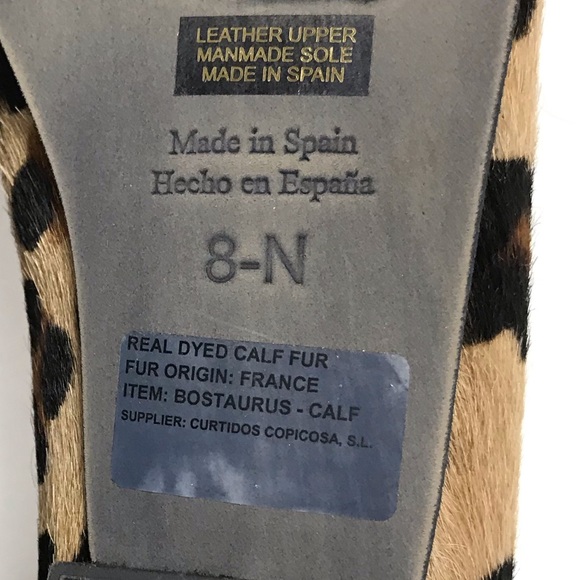 LEATHER UPPER
MANMADE SOLE
MADE IN SPAIN
Made in Spain
Hecho en España
8-N
REAL DYED CALF FUR
FUR ORIGIN: FRANCE
ITEM: BOSTAURUS - CALF
SUPPLIER: CURTIDOS COPICOSA, S.L.